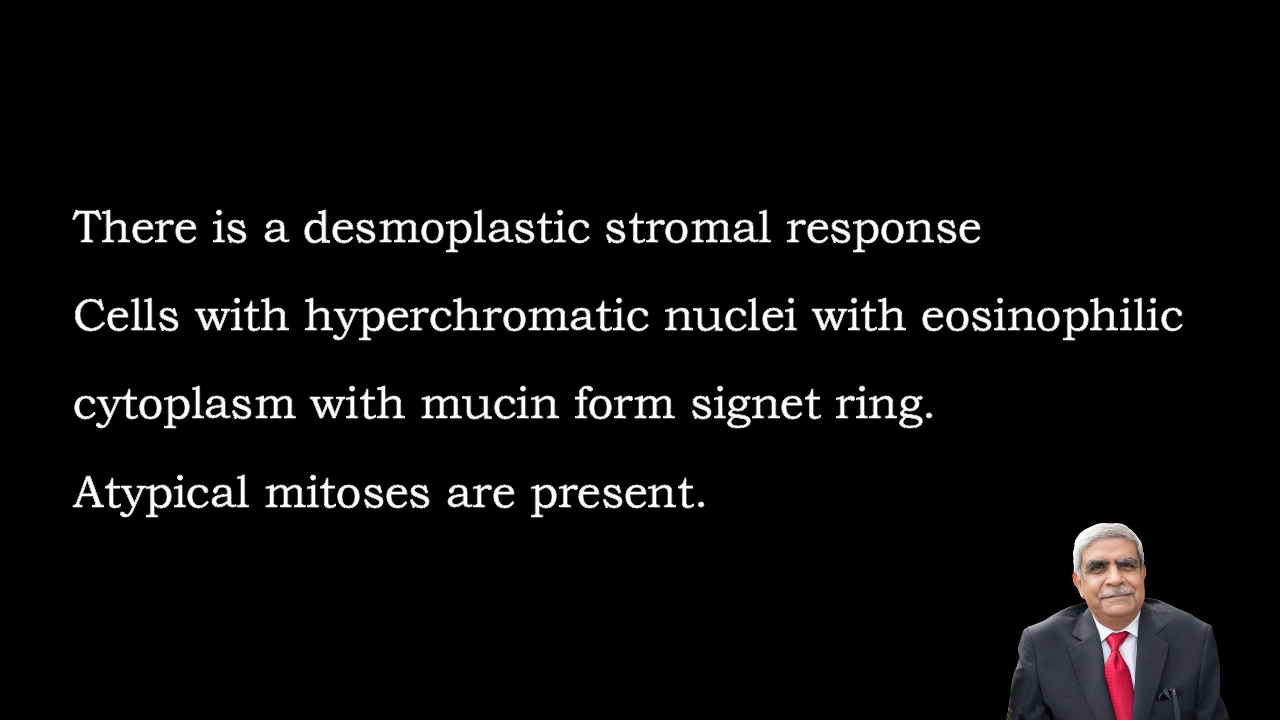 There is a desmoplastic stromal response
Cells with hyperchromatic nuclei with eosinophilic
cytoplasm with mucin form signet ring.
Atypical mitoses are present.